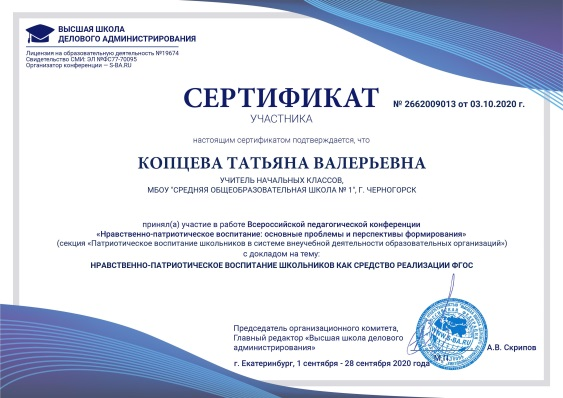 ВЫСШАЯ ШКОЛА
ДЕЛОВОГО АДМИНИСТРИРОВАНИЯ
Лицензия на образовательную деятельность №19674
Свидетельство СМИ: ЭЛ №ФС77-70095
Организатор конференции — S-BA.RU
СЕРТИФИКАТ
№ 2662009013 от 03.10.2020 г.
УЧАСТНИКА
настоящим сертификатом подтверждается, что
КОПЦЕВА ТАТЬЯНА ВАЛЕРЬЕВНА
УЧИТЕЛЬ НАЧАЛЬНЫХ КЛАССОВ,
МБОУ "СРЕДНЯЯ ОБЩЕОБРАЗОВАТЕЛЬНАЯ ШКОЛА № 1", Г. ЧЕРНОГОРСК
принял(а) участие в работе Всероссийской педагогической конференции
«Нравственно-патриотическое воспитание: основные проблемы и перспективы формирования»
(секция «Патриотическое воспитание школьников в системе внеучебной деятельности образовательных организаций»)
с докладом на тему:
НРАВСТВЕННО-ПАТРИОТИЧЕСКОЕ ВОСПИТАНИЕ ШКОЛЬНИКОВ КАК СРЕДСТВО РЕАЛИЗАЦИИ ФГОС
Председатель организационного комитета,
Главный редактор «Высшая школа делового
администрирования»
А.В. Скрипов
WWW.S-BA.RU
М.П.
г. Екатеринбург, 1 сентября - 28 сентября 2020 года